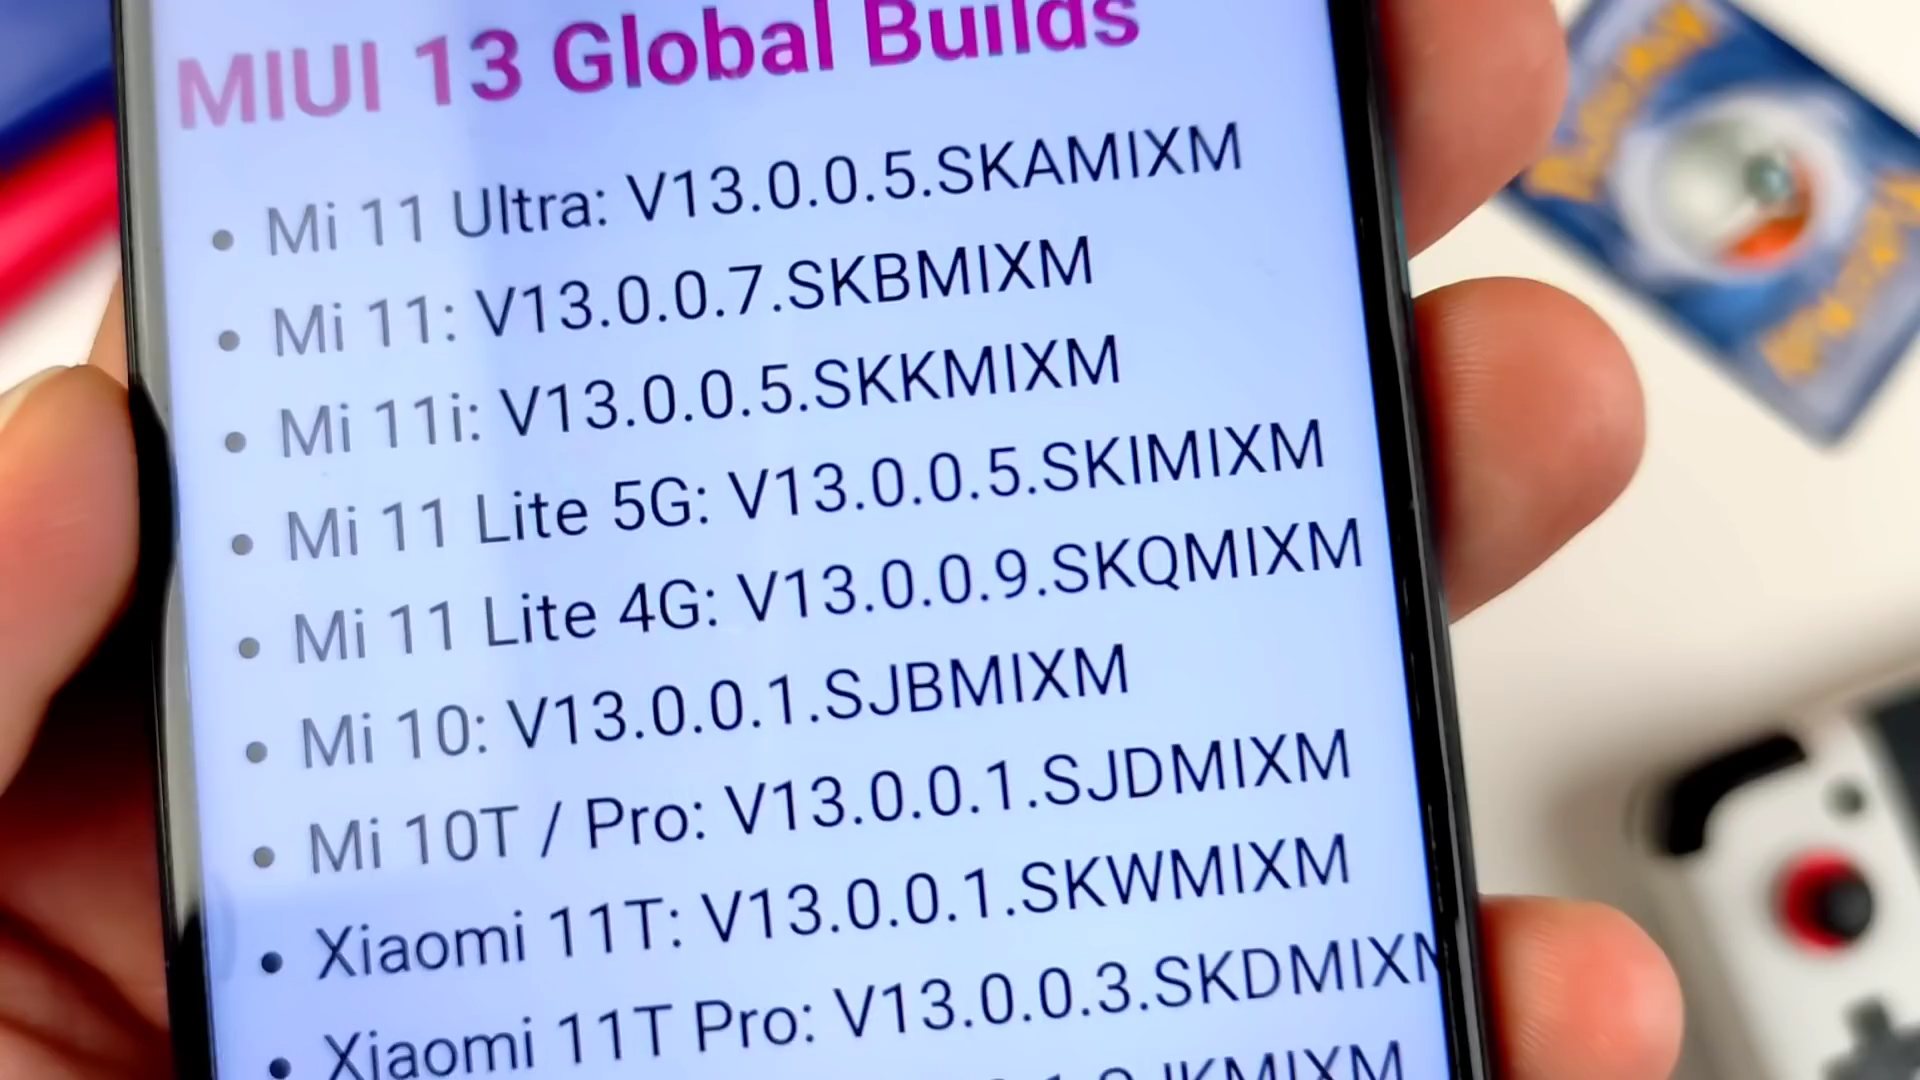 MIUI 13 Global Builds
• Mi 11 Ultra: V13.0.0.5.SKAMIXM
• Mi 11: V13.0.0.7.SKBMIXM
• Mi 11i: V13.0.0.5.SKKMIXM
• Mi 11 Lite 5G: V13.0.0.5.SKIMIXM
• Mi 11 Lite 4G: V13.0.0.9.SKQMIXM
• Mi 10: V13.0.0.1.SJBMIXM
• Mi 10T / Pro: V13.0.0.1.SJDMIXM
• Xiaomi 11T: V13.0.0.1.SKWMIXM
• Xiaomi 11T Pro: V13.0.0.3.SKDMIXM